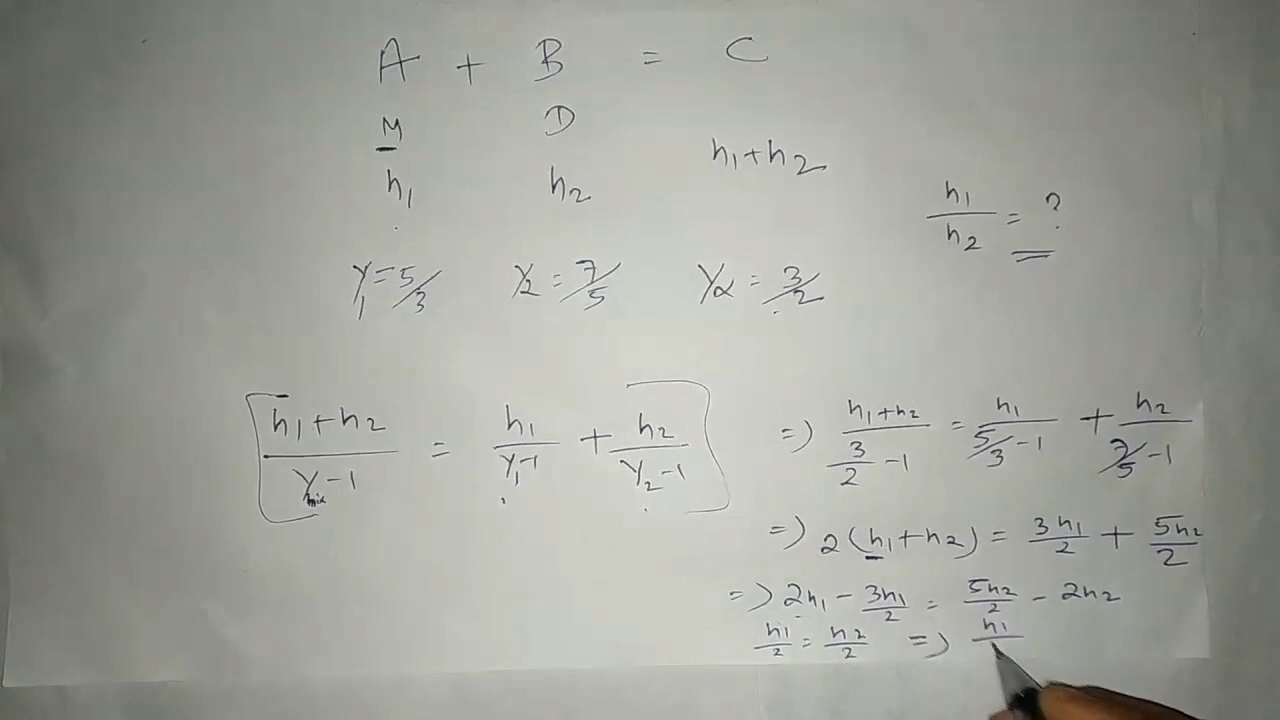 A + B = C
M D
n₁ n₂ n₁+n₂
n₁/n₂ = ?
γ₁ = 5/3 γ₂ = 7/5 γ = 3/2
(n₁+n₂)/(γmix-1) = n₁/(γ₁-1) + n₂/(γ₂-1)
=> (n₁+n₂)/(3/2-1) = n₁/(5/3-1) + n₂/(7/5-1)
=> 2(n₁+n₂) = 3n₁/2 + 5n₂/2
=> 2n₁ - 3n₁/2 = 5n₂/2 - 2n₂
n₁/2 = n₂/2 => n₁/